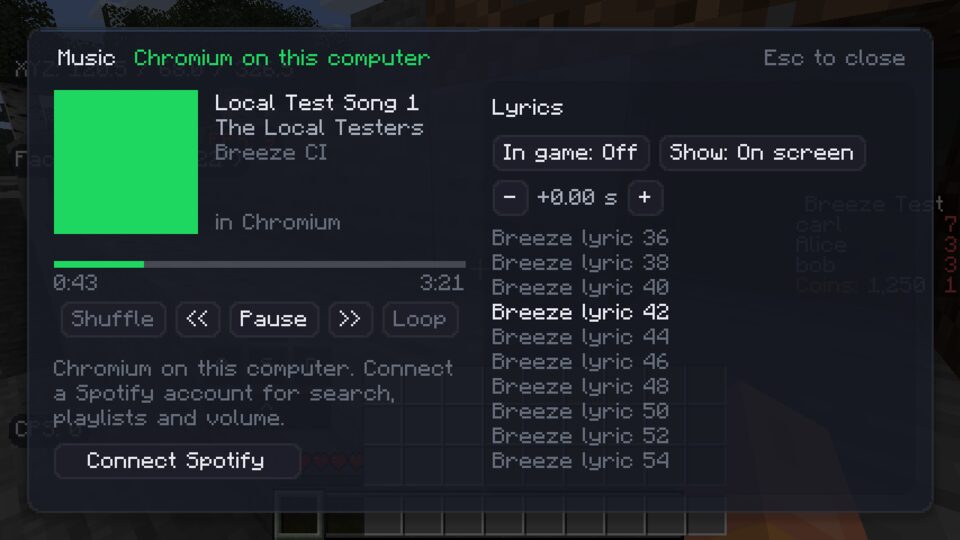 Music Chromium on this computer
Esc to close
Local Test Song 1
The Local Testers
Breeze CI
in Chromium
0:43
3:21
Shuffle << Pause >> Loop
Chromium on this computer. Connect
a Spotify account for search,
playlists and volume.
Connect Spotify
Lyrics
In game: Off
Show: On screen
- +0.00 s +
Breeze lyric 36
Breeze lyric 38
Breeze lyric 40
Breeze lyric 42
Breeze lyric 44
Breeze lyric 46
Breeze lyric 48
Breeze lyric 50
Breeze lyric 52
Breeze lyric 54
Breeze Test
carl 7
Alice 3
bob 3
Coins: 1,250 1